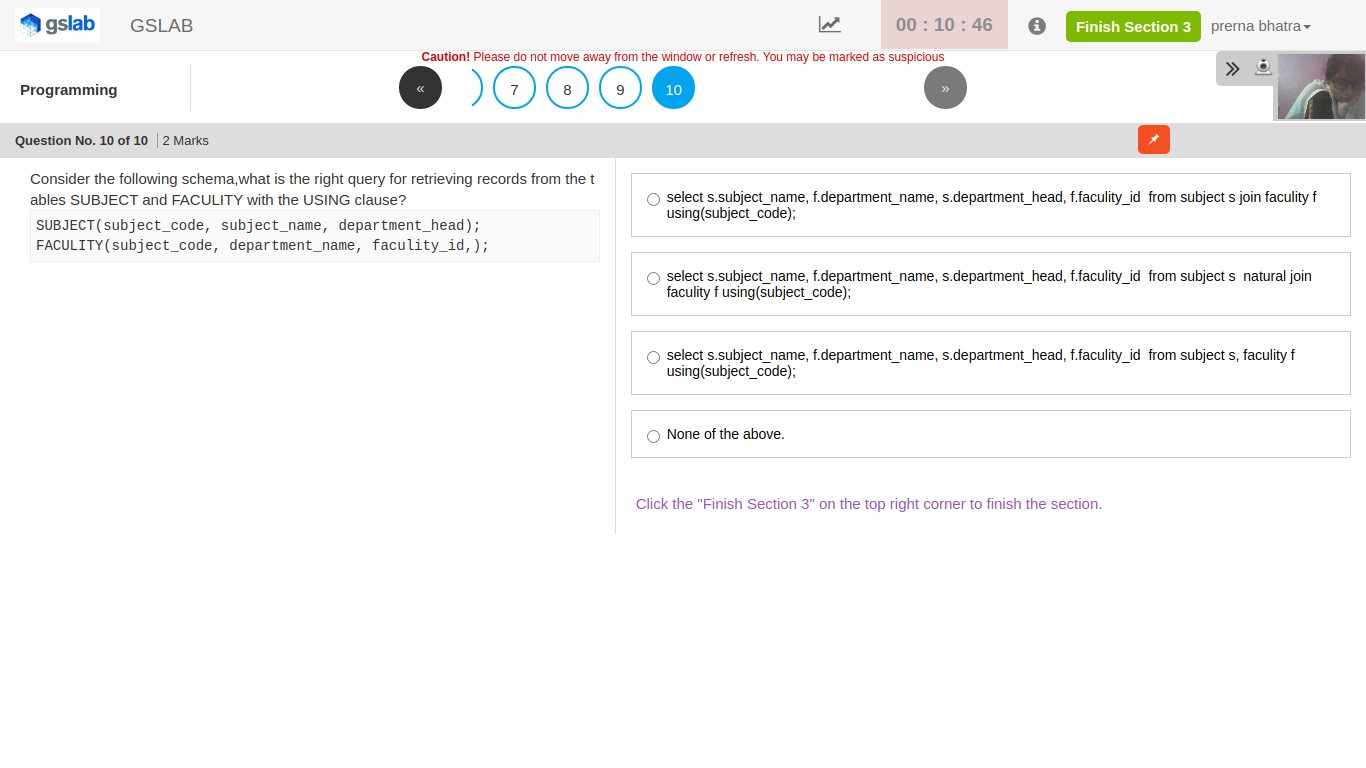 gslab
GSLAB
00 : 10 : 46
Finish Section 3
prerna bhatra
Caution! Please do not move away from the window or refresh. You may be marked as suspicious
Programming
«
7
8
9
10
»
Question No. 10 of 10
2 Marks
Consider the following schema,what is the right query for retrieving records from the t
ables SUBJECT and FACULITY with the USING clause?
SUBJECT(subject_code, subject_name, department_head);
FACULITY(subject_code, department_name, faculity_id,);
select s.subject_name, f.department_name, s.department_head, f.faculity_id  from subject s join faculity f
using(subject_code);
select s.subject_name, f.department_name, s.department_head, f.faculity_id  from subject s  natural join
faculity f using(subject_code);
select s.subject_name, f.department_name, s.department_head, f.faculity_id  from subject s, faculity f
using(subject_code);
None of the above.
Click the "Finish Section 3" on the top right corner to finish the section.